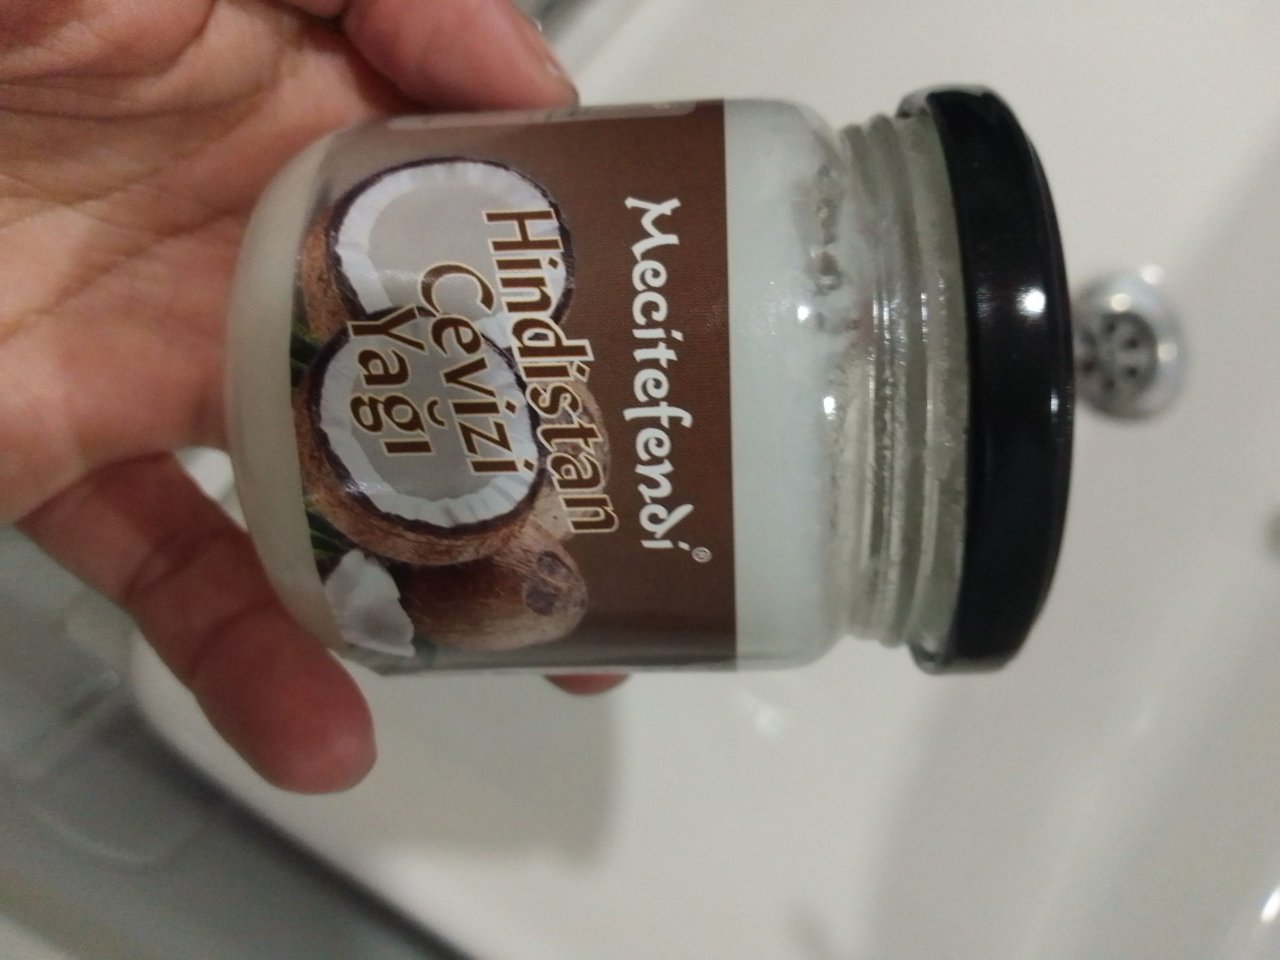 Mecitefendi®
Hindistan
Cevizi
Yağı